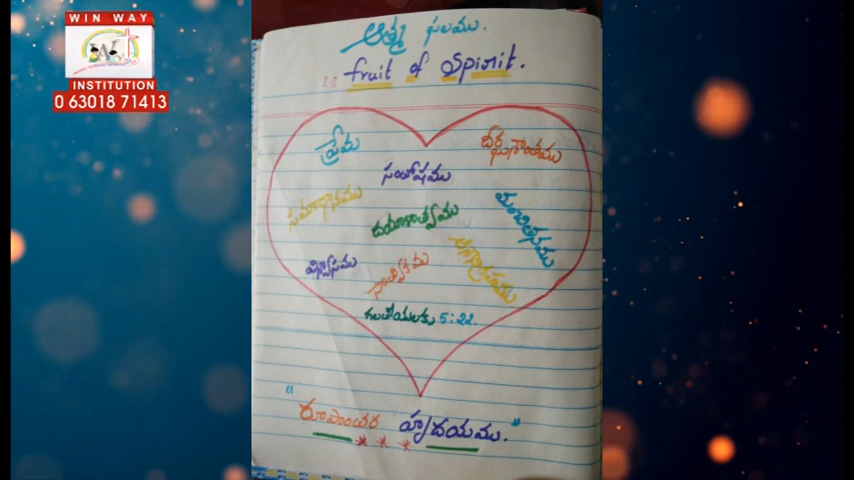 WIN WAY
INSTITUTION
0 63018 71413
ఆత్మ ఫలము.
fruit of Spirit.
ప్రేమ
దీర్ఘశాంతము
సంతోషము
సమాధానము
దయాళుత్వము
మంచితనము
విశ్వాసము
సాత్వికము
ఆశానిగ్రహము
గలతీయులకు 5:22.
"రూపాంతర హృదయము."